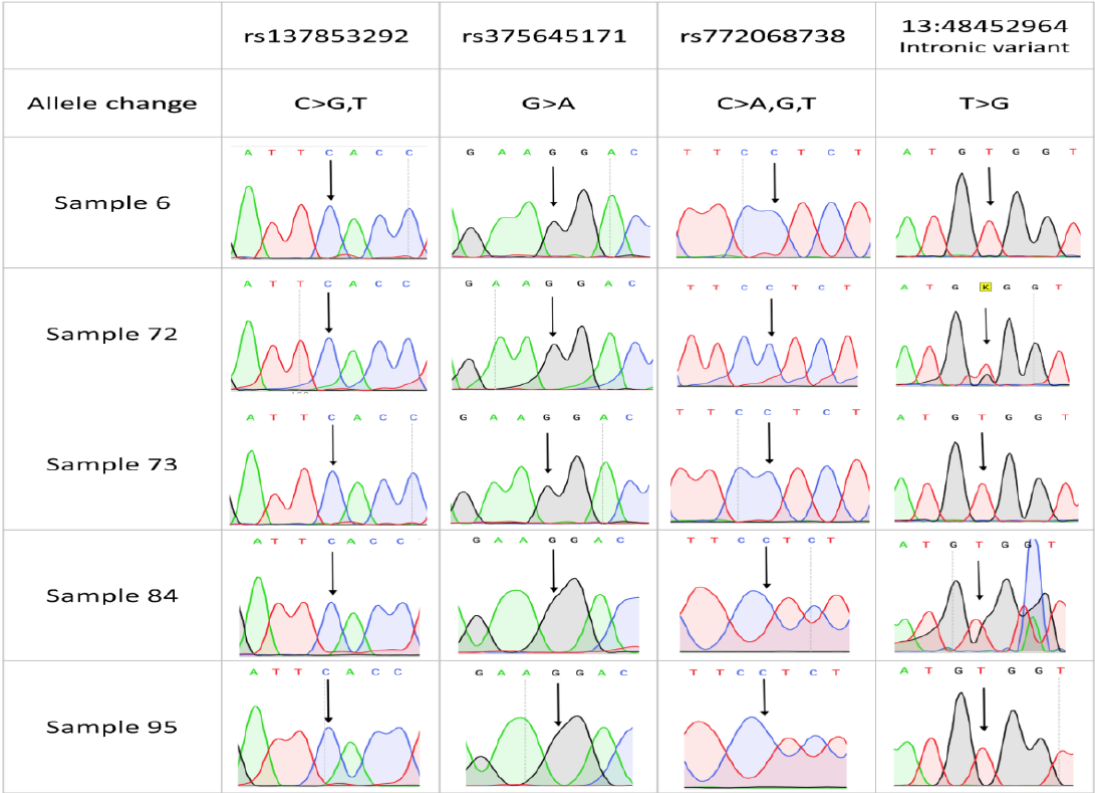 rs137853292 rs375645171 rs772068738 13:48452964
Intronic variant
Allele change C>G,T G>A C>A,G,T T>G
A T T C A C C G A A G G A C T T C C T C T A T G T G G T
Sample 6
A T T C A C C G A A G G A C T T C C T C T A T G K G G T
Sample 72
A T T C A C C G A A G G A C T T C C T C T A T G T G G T
Sample 73
A T T C A C C G A A G G A C T T C C T C T A T G T G G T
Sample 84
A T T C A C C G A A G G A C T T C C T C T A T G T G G T
Sample 95